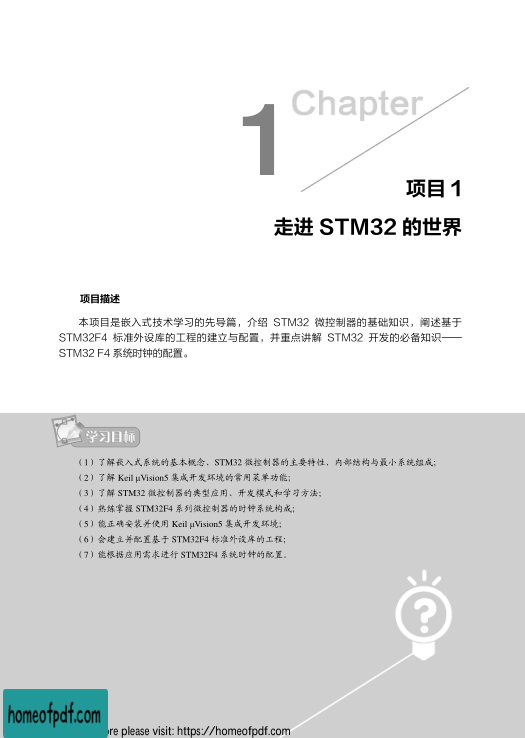 Chapter
1
项目 1
走进 STM32 的世界
项目描述
本项目是嵌入式技术学习的先导篇，介绍 STM32 微控制器的基础知识，阐述基于
STM32F4 标准外设库的工程的建立与配置，并重点讲解 STM32 开发的必备知识——
STM32 F4 系统时钟的配置。
学习目标
（1）了解嵌入式系统的基本概念、STM32 微控制器的主要特性、内部结构与最小系统组成；
（2）了解 Keil μVision5 集成开发环境的常用菜单功能；
（3）了解 STM32 微控制器的典型应用、开发模式和学习方法；
（4）熟练掌握 STM32F4 系列微控制器的时钟系统构成；
（5）能正确安装并使用 Keil μVision5 集成开发环境；
（6）会建立并配置基于 STM32F4 标准外设库的工程；
（7）能根据应用需求进行 STM32F4 系统时钟的配置。
homeofpdf.com
re please visit: https://homeofpdf.com